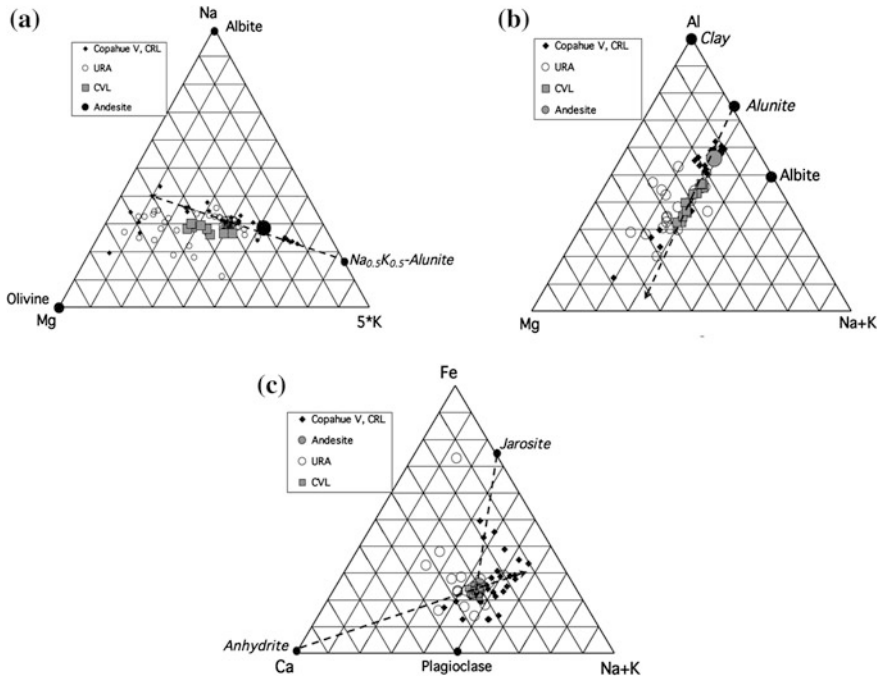 (a)
Na
Albite
Copahue V, CRL
URA
CVL
Andesite
Na0.5K0.5-Alunite
Olivine
Mg
5*K
(b)
Al
Clay
Copahue V, CRL
URA
CVL
Andesite
Alunite
Albite
Mg
Na+K
(c)
Fe
Copahue V, CRL
Andesite
URA
CVL
Jarosite
Anhydrite
Ca
Plagioclase
Na+K